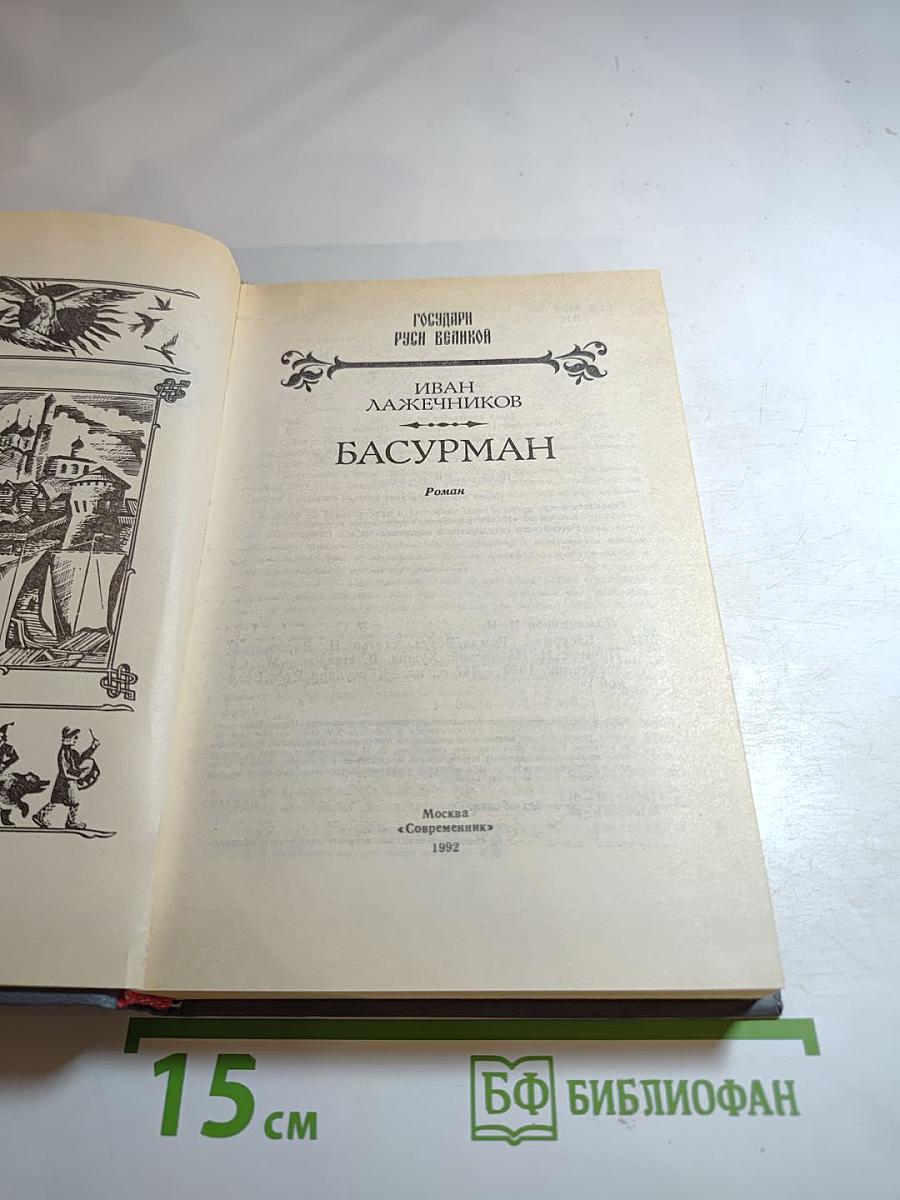 ГОСУДАРИ
РУСИ ВЕЛИКОЙ
ИВАН
ЛАЖЕЧНИКОВ
БАСУРМАН
Роман
Москва
«Современник»
1992
15 см
БФ БИБЛИОФАН